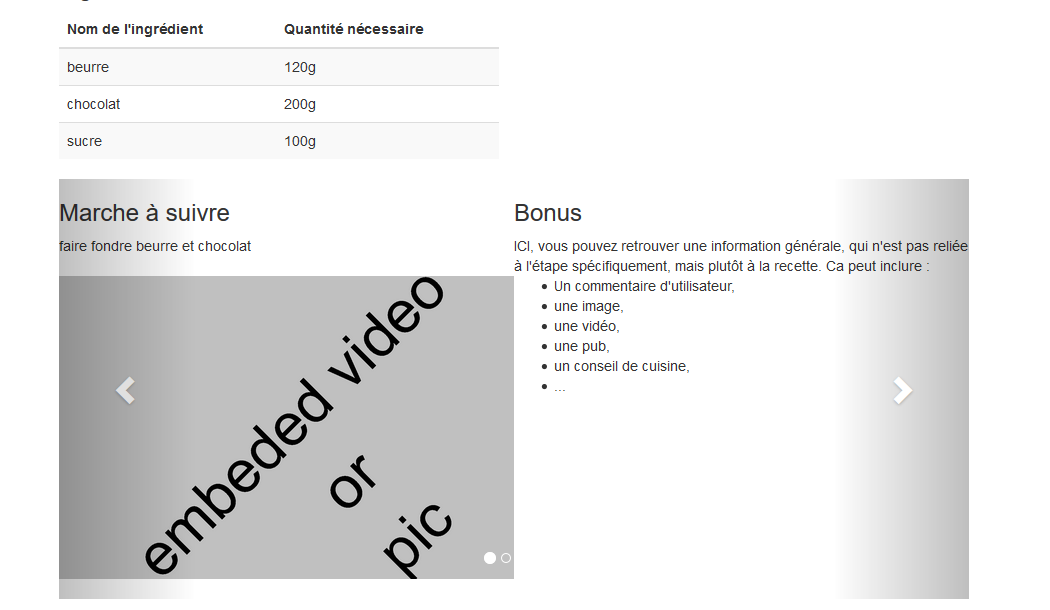 Nom de l'ingrédient Quantité nécessaire
beurre 120g
chocolat 200g
sucre 100g
Marche à suivre
faire fondre beurre et chocolat
embeded video
or
pic
Bonus
ICI, vous pouvez retrouver une information générale, qui n'est pas reliée
à l'étape spécifiquement, mais plutôt à la recette. Ca peut inclure :
Un commentaire d'utilisateur,
une image,
une vidéo,
une pub,
un conseil de cuisine,
...